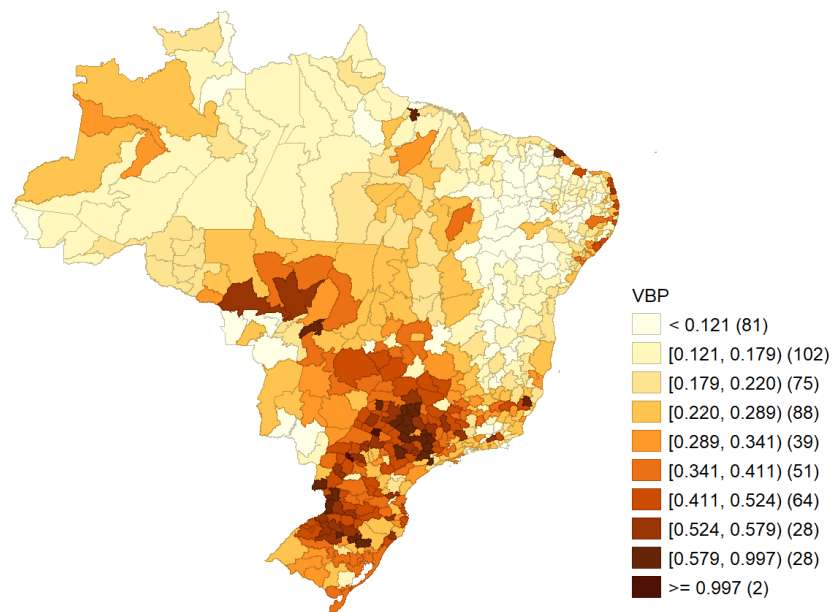 VBP
< 0.121 (81)
[0.121, 0.179) (102)
[0.179, 0.220) (75)
[0.220, 0.289) (88)
[0.289, 0.341) (39)
[0.341, 0.411) (51)
[0.411, 0.524) (64)
[0.524, 0.579) (28)
[0.579, 0.997) (28)
>= 0.997 (2)